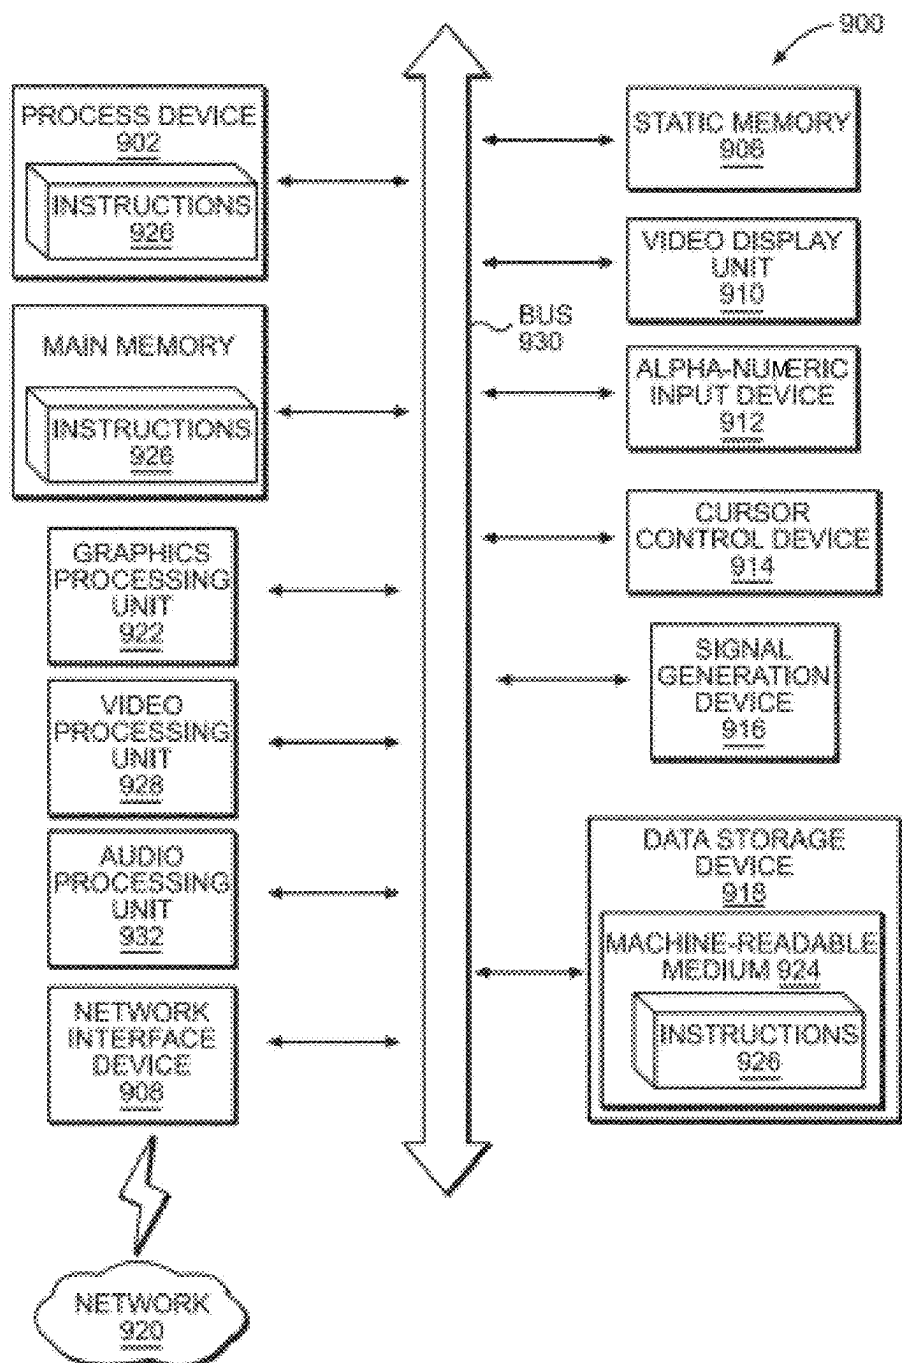 900
PROCESS DEVICE
902
INSTRUCTIONS
926
MAIN MEMORY
INSTRUCTIONS
926
GRAPHICS
PROCESSING
UNIT
922
VIDEO
PROCESSING
UNIT
928
AUDIO
PROCESSING
UNIT
932
NETWORK
INTERFACE
DEVICE
908
NETWORK
920
BUS
930
STATIC MEMORY
906
VIDEO DISPLAY
UNIT
910
ALPHA-NUMERIC
INPUT DEVICE
912
CURSOR
CONTROL DEVICE
914
SIGNAL
GENERATION
DEVICE
916
DATA STORAGE
DEVICE
918
MACHINE-READABLE
MEDIUM 924
INSTRUCTIONS
926